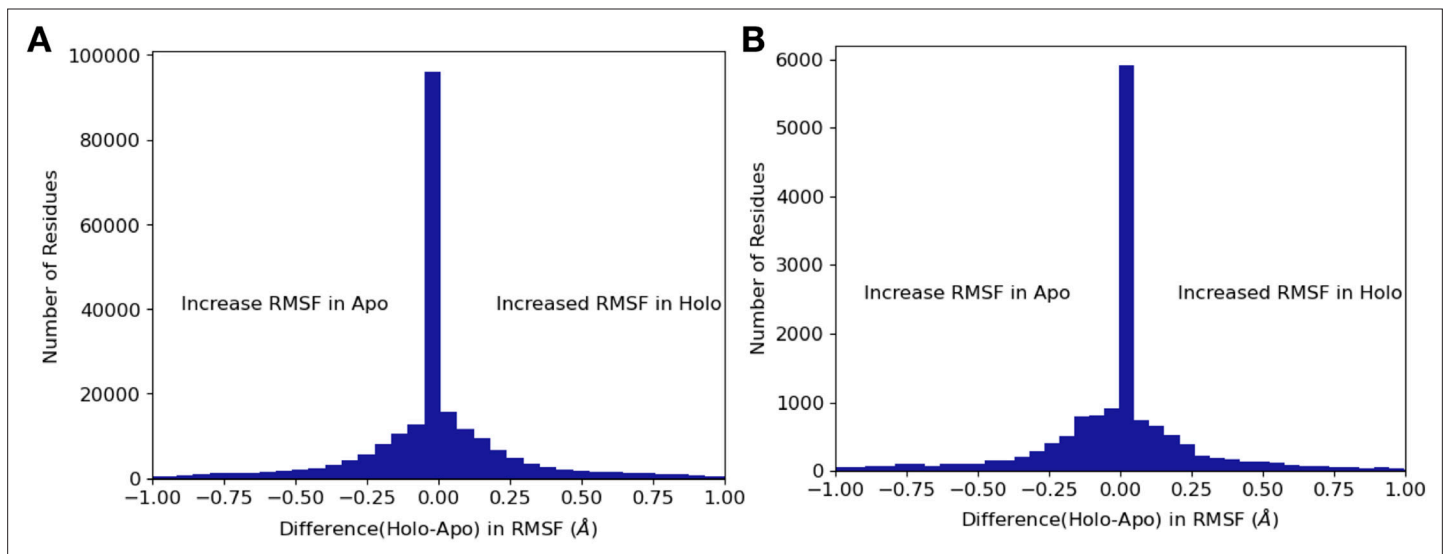 A
100000
80000
60000
40000
20000
0
Number of Residues
Increase RMSF in Apo
Increased RMSF in Holo
−1.00 −0.75 −0.50 −0.25 0.00 0.25 0.50 0.75 1.00
Difference(Holo-Apo) in RMSF (Å)
B
6000
5000
4000
3000
2000
1000
0
Number of Residues
Increase RMSF in Apo
Increased RMSF in Holo
−1.00 −0.75 −0.50 −0.25 0.00 0.25 0.50 0.75 1.00
Difference(Holo-Apo) in RMSF (Å)